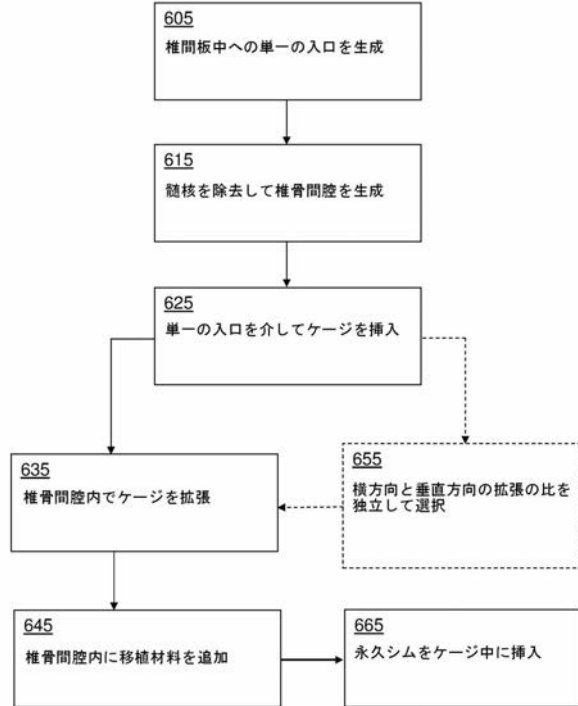 605
椎間板中への単一の入口を生成
615
髄核を除去して椎骨間腔を生成
625
単一の入口を介してケージを挿入
635
椎骨間腔内でケージを拡張
655
横方向と垂直方向の拡張の比を
独立して選択
645
椎骨間腔内に移植材料を追加
665
永久シムをケージ中に挿入